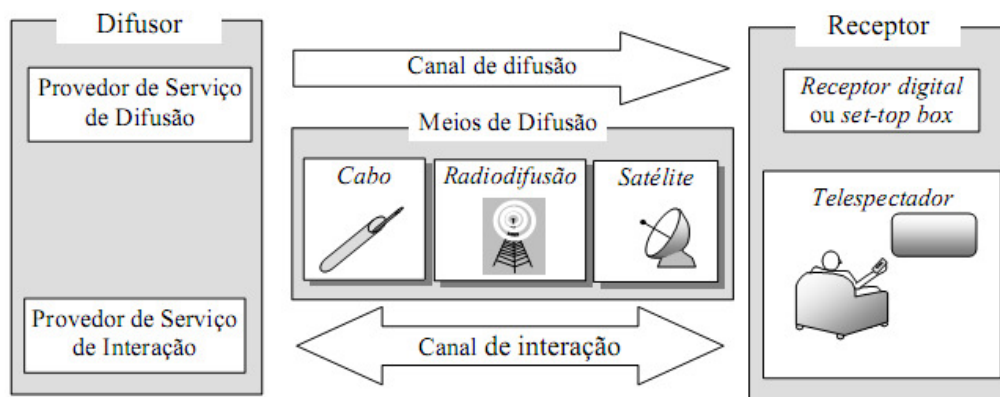 Difusor
Provedor de Serviço
de Difusão
Provedor de Serviço
de Interação
Canal de difusão
Meios de Difusão
Cabo
Radiodifusão
Satélite
Canal de interação
Receptor
Receptor digital
ou set-top box
Telespectador